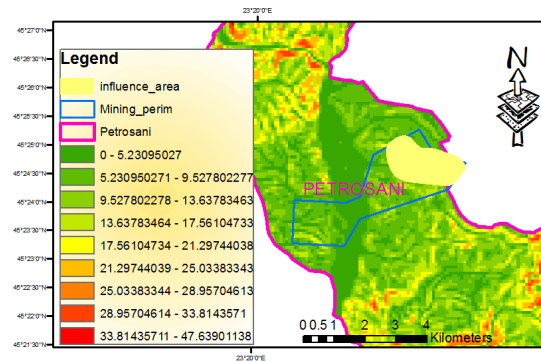 23°20'0"E
45°27'0"N
45°26'30"N
45°26'0"N
45°25'30"N
45°25'0"N
45°24'30"N
45°24'0"N
45°23'30"N
45°23'0"N
45°22'30"N
45°22'0"N
45°21'30"N
Legend
influence_area
Mining_perim
Petrosani
0 - 5.23095027
5.230950271 - 9.527802277
9.527802278 - 13.63783463
13.63783464 - 17.56104733
17.56104734 - 21.29744038
21.29744039 - 25.03383343
25.03383344 - 28.95704613
28.95704614 - 33.8143571
33.81435711 - 47.63901138
N
PETROSANI
0 0.5 1 2 3 4
Kilometers
23°20'0"E